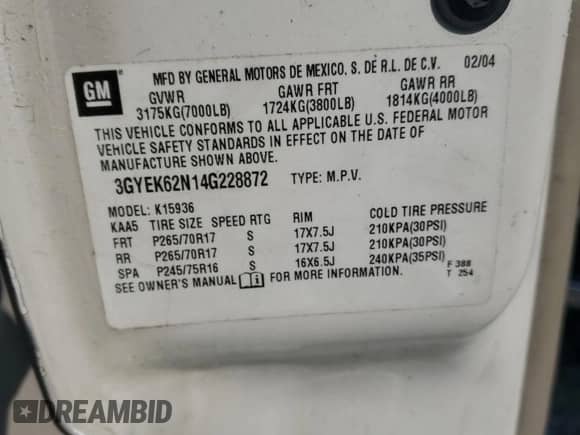 GM
MFD BY GENERAL MOTORS DE MEXICO, S. DE R.L. DE C.V. 02/04
GVWR GAWR FRT GAWR RR
3175KG(7000LB) 1724KG(3800LB) 1814KG(4000LB)
THIS VEHICLE CONFORMS TO ALL APPLICABLE U.S. FEDERAL MOTOR
VEHICLE SAFETY STANDARDS IN EFFECT ON THE DATE OF
MANUFACTURE SHOWN ABOVE.
3GYEK62N14G228872 TYPE: M.P.V.
MODEL: K15936
KAA5 TIRE SIZE SPEED RTG RIM COLD TIRE PRESSURE
FRT P265/70R17 S 17X7.5J 210KPA(30PSI)
RR P265/70R17 S 17X7.5J 210KPA(30PSI)
SPA P245/75R16 S 16X6.5J 240KPA(35PSI)
SEE OWNER'S MANUAL FOR MORE INFORMATION.
F 388
T 254
DREAMBID